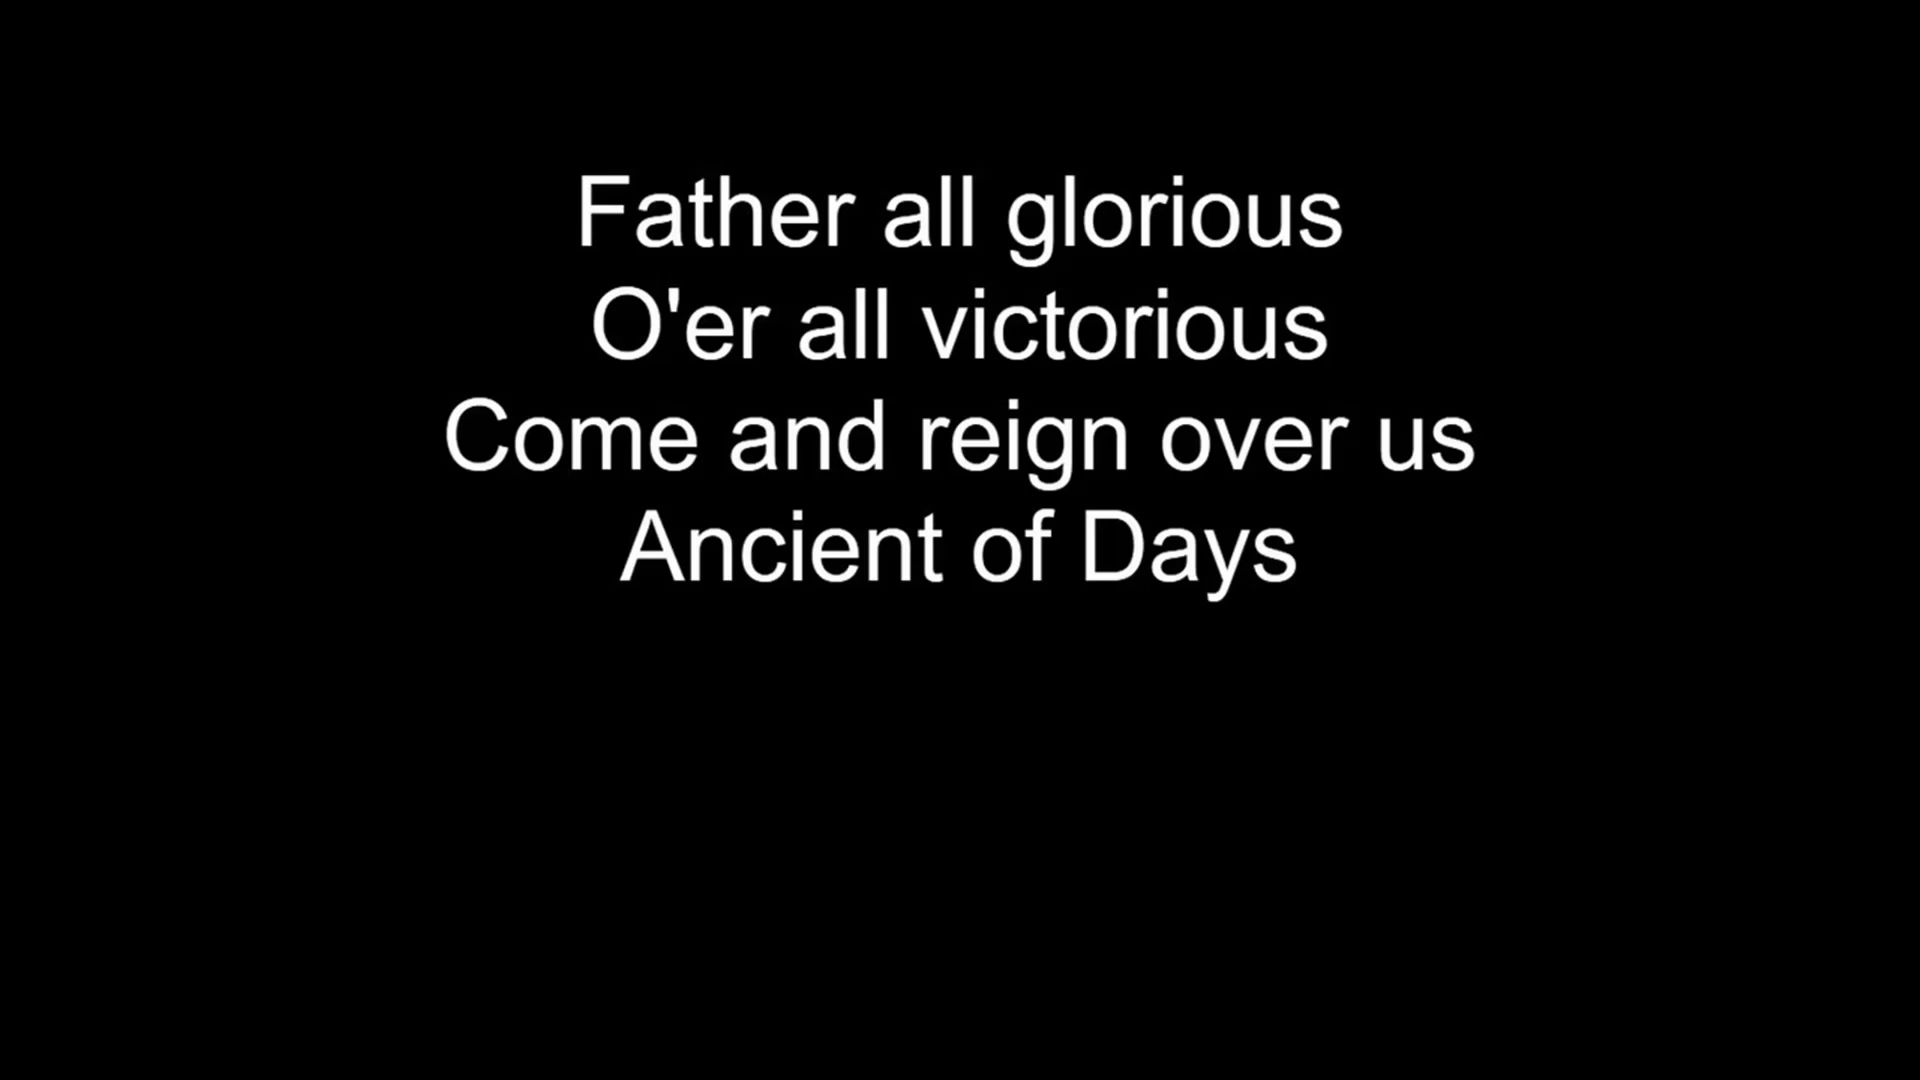 Father all glorious
O'er all victorious
Come and reign over us
Ancient of Days